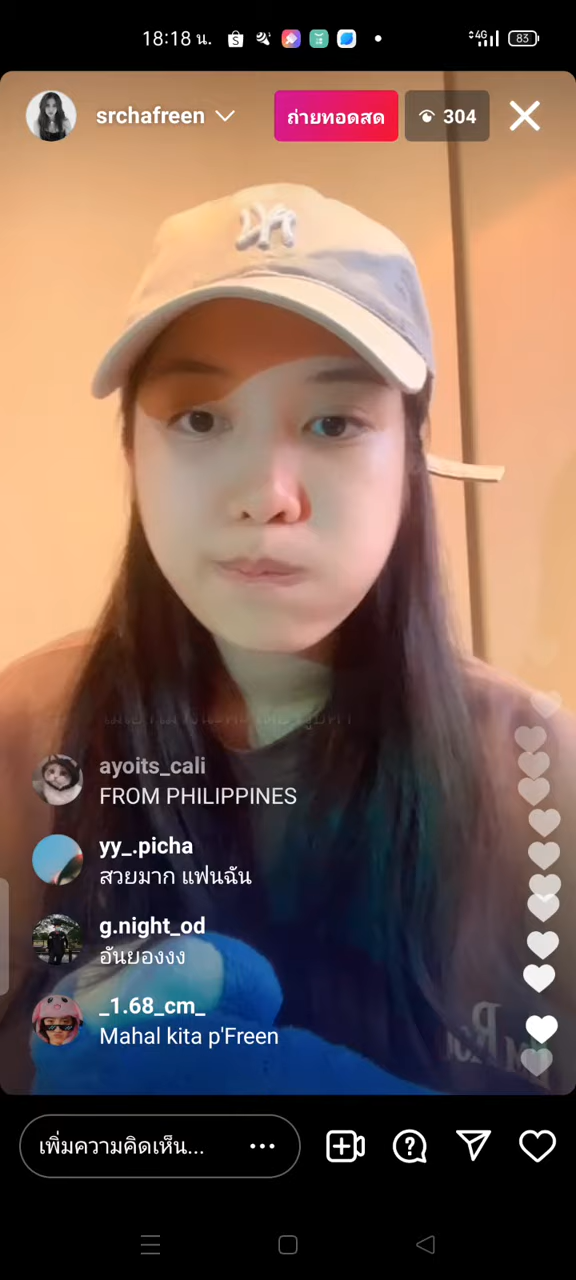 18:18 น.
4G
83
srchafreen
ถ่ายทอดสด
304
ayoits_cali
FROM PHILIPPINES
yy_.picha
สวยมาก แฟนฉัน
g.night_od
อันยองงง
_1.68_cm_
Mahal kita p'Freen
เพิ่มความคิดเห็น...